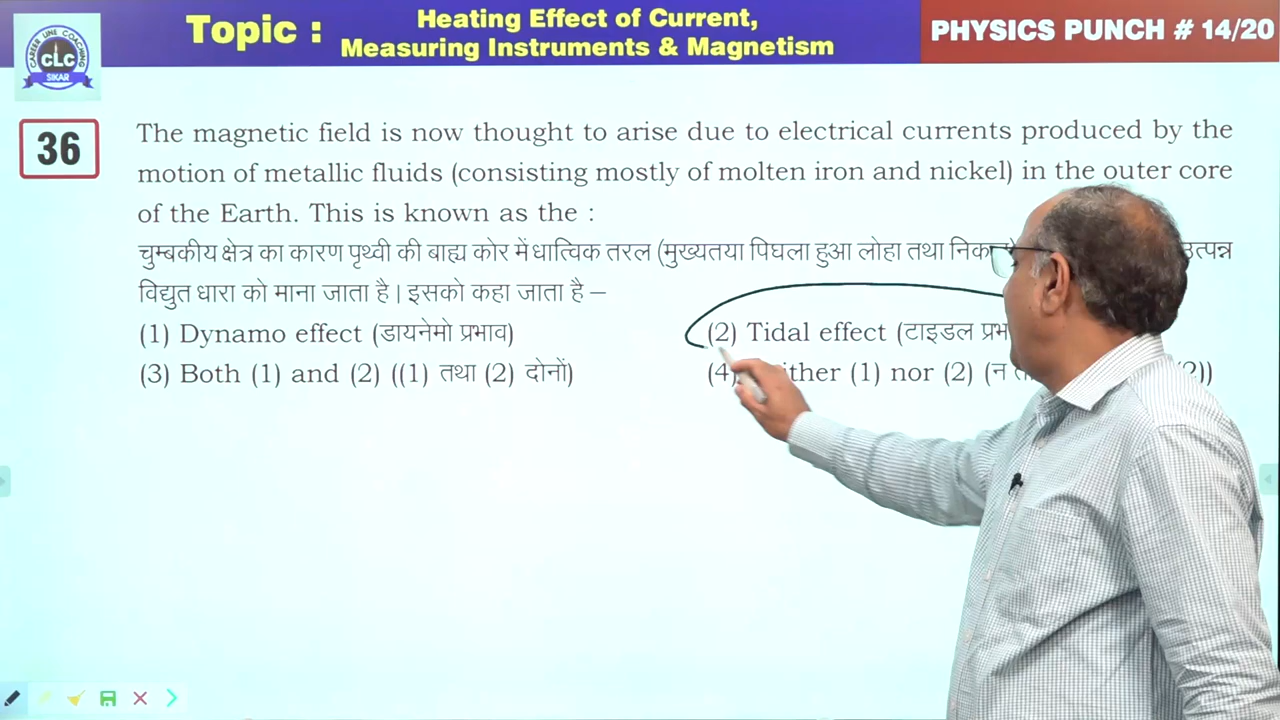 Topic :
Heating Effect of Current,
Measuring Instruments & Magnetism
PHYSICS PUNCH # 14/20
CAREER LINE COACHING
CLC
SIKAR
36
The magnetic field is now thought to arise due to electrical currents produced by the
motion of metallic fluids (consisting mostly of molten iron and nickel) in the outer core
of the Earth. This is known as the :
चुम्बकीय क्षेत्र का कारण पृथ्वी की बाह्य कोर में धात्विक तरल (मुख्यतया पिघला हुआ लोहा तथा
विद्युत धारा को माना जाता है। इसको कहा जाता है –
(1) Dynamo effect (डायनेमो प्रभाव)
(2) Tidal effect (टाइडल
(3) Both (1) and (2) ((1) तथा (2) दोनों)
(4) (1) nor (2) (न